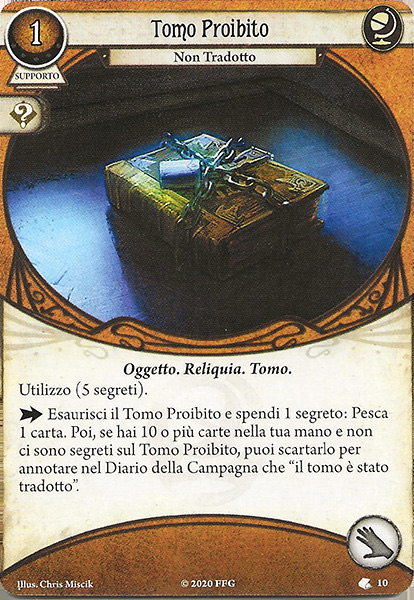 1
Tomo Proibito
SUPPORTO
Non Tradotto
?
Oggetto. Reliquia. Tomo.
Utilizzo (5 segreti).
Esaurisci il Tomo Proibito e spendi 1 segreto: Pesca
1 carta. Poi, se hai 10 o più carte nella tua mano e non
ci sono segreti sul Tomo Proibito, puoi scartarlo per
annotare nel Diario della Campagna che “il tomo è stato
tradotto”.
Illus. Chris Miscik
© 2020 FFG
10